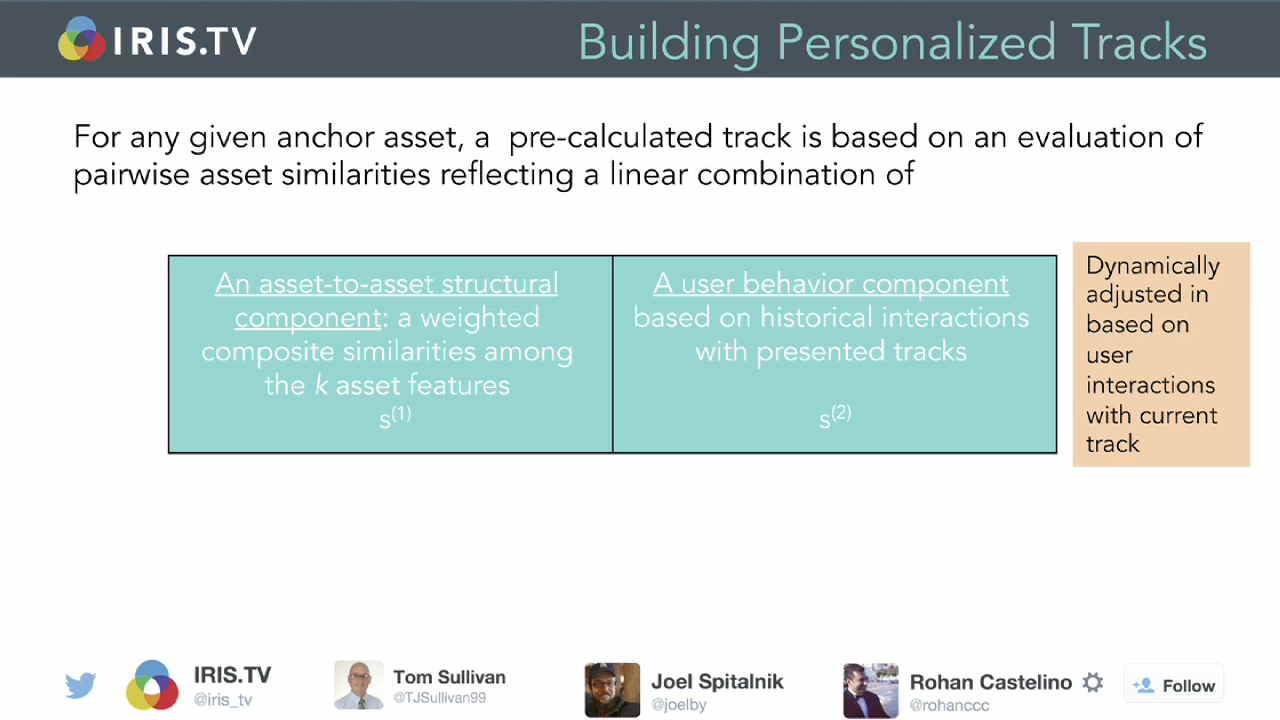 IRIS.TV
Building Personalized Tracks
For any given anchor asset, a pre-calculated track is based on an evaluation of
pairwise asset similarities reflecting a linear combination of
An asset-to-asset structural
component: a weighted
composite similarities among
the k asset features
s(1)
A user behavior component
based on historical interactions
with presented tracks
s(2)
Dynamically
adjusted in
based on
user
interactions
with current
track
IRIS.TV
@iris_tv
Tom Sullivan
@TJSullivan99
Joel Spitalnik
@joelby
Rohan Castelino
@rohanccc
Follow